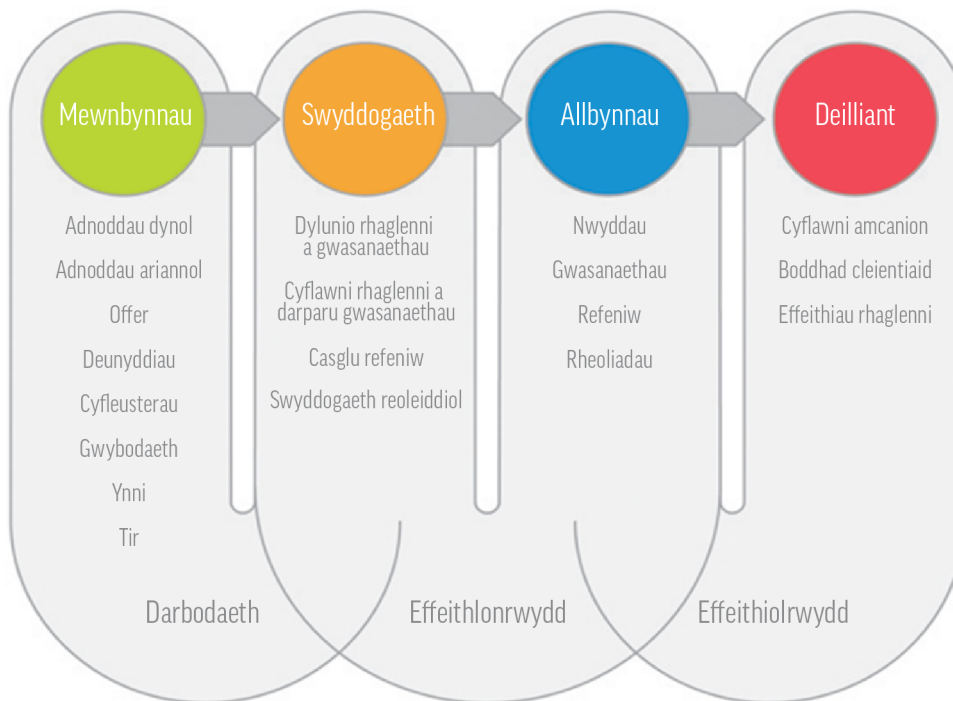 Mewnbynnau
Adnoddau dynol
Adnoddau ariannol
Offer
Deunyddiau
Cyfleusterau
Gwybodaeth
Ynni
Tir
Swyddogaeth
Dylunio rhaglenni
a gwasanaethau
Cyflawni rhaglenni a
darparu gwasanaethau
Casglu refeniw
Swyddogaeth reoleiddiol
Allbynnau
Nwyddau
Gwasanaethau
Refeniw
Rheoliadau
Deilliant
Cyflawni amcanion
Boddhad cleientiaid
Effeithiau rhaglenni
Darbodaeth
Effeithlonrwydd
Effeithiolrwydd